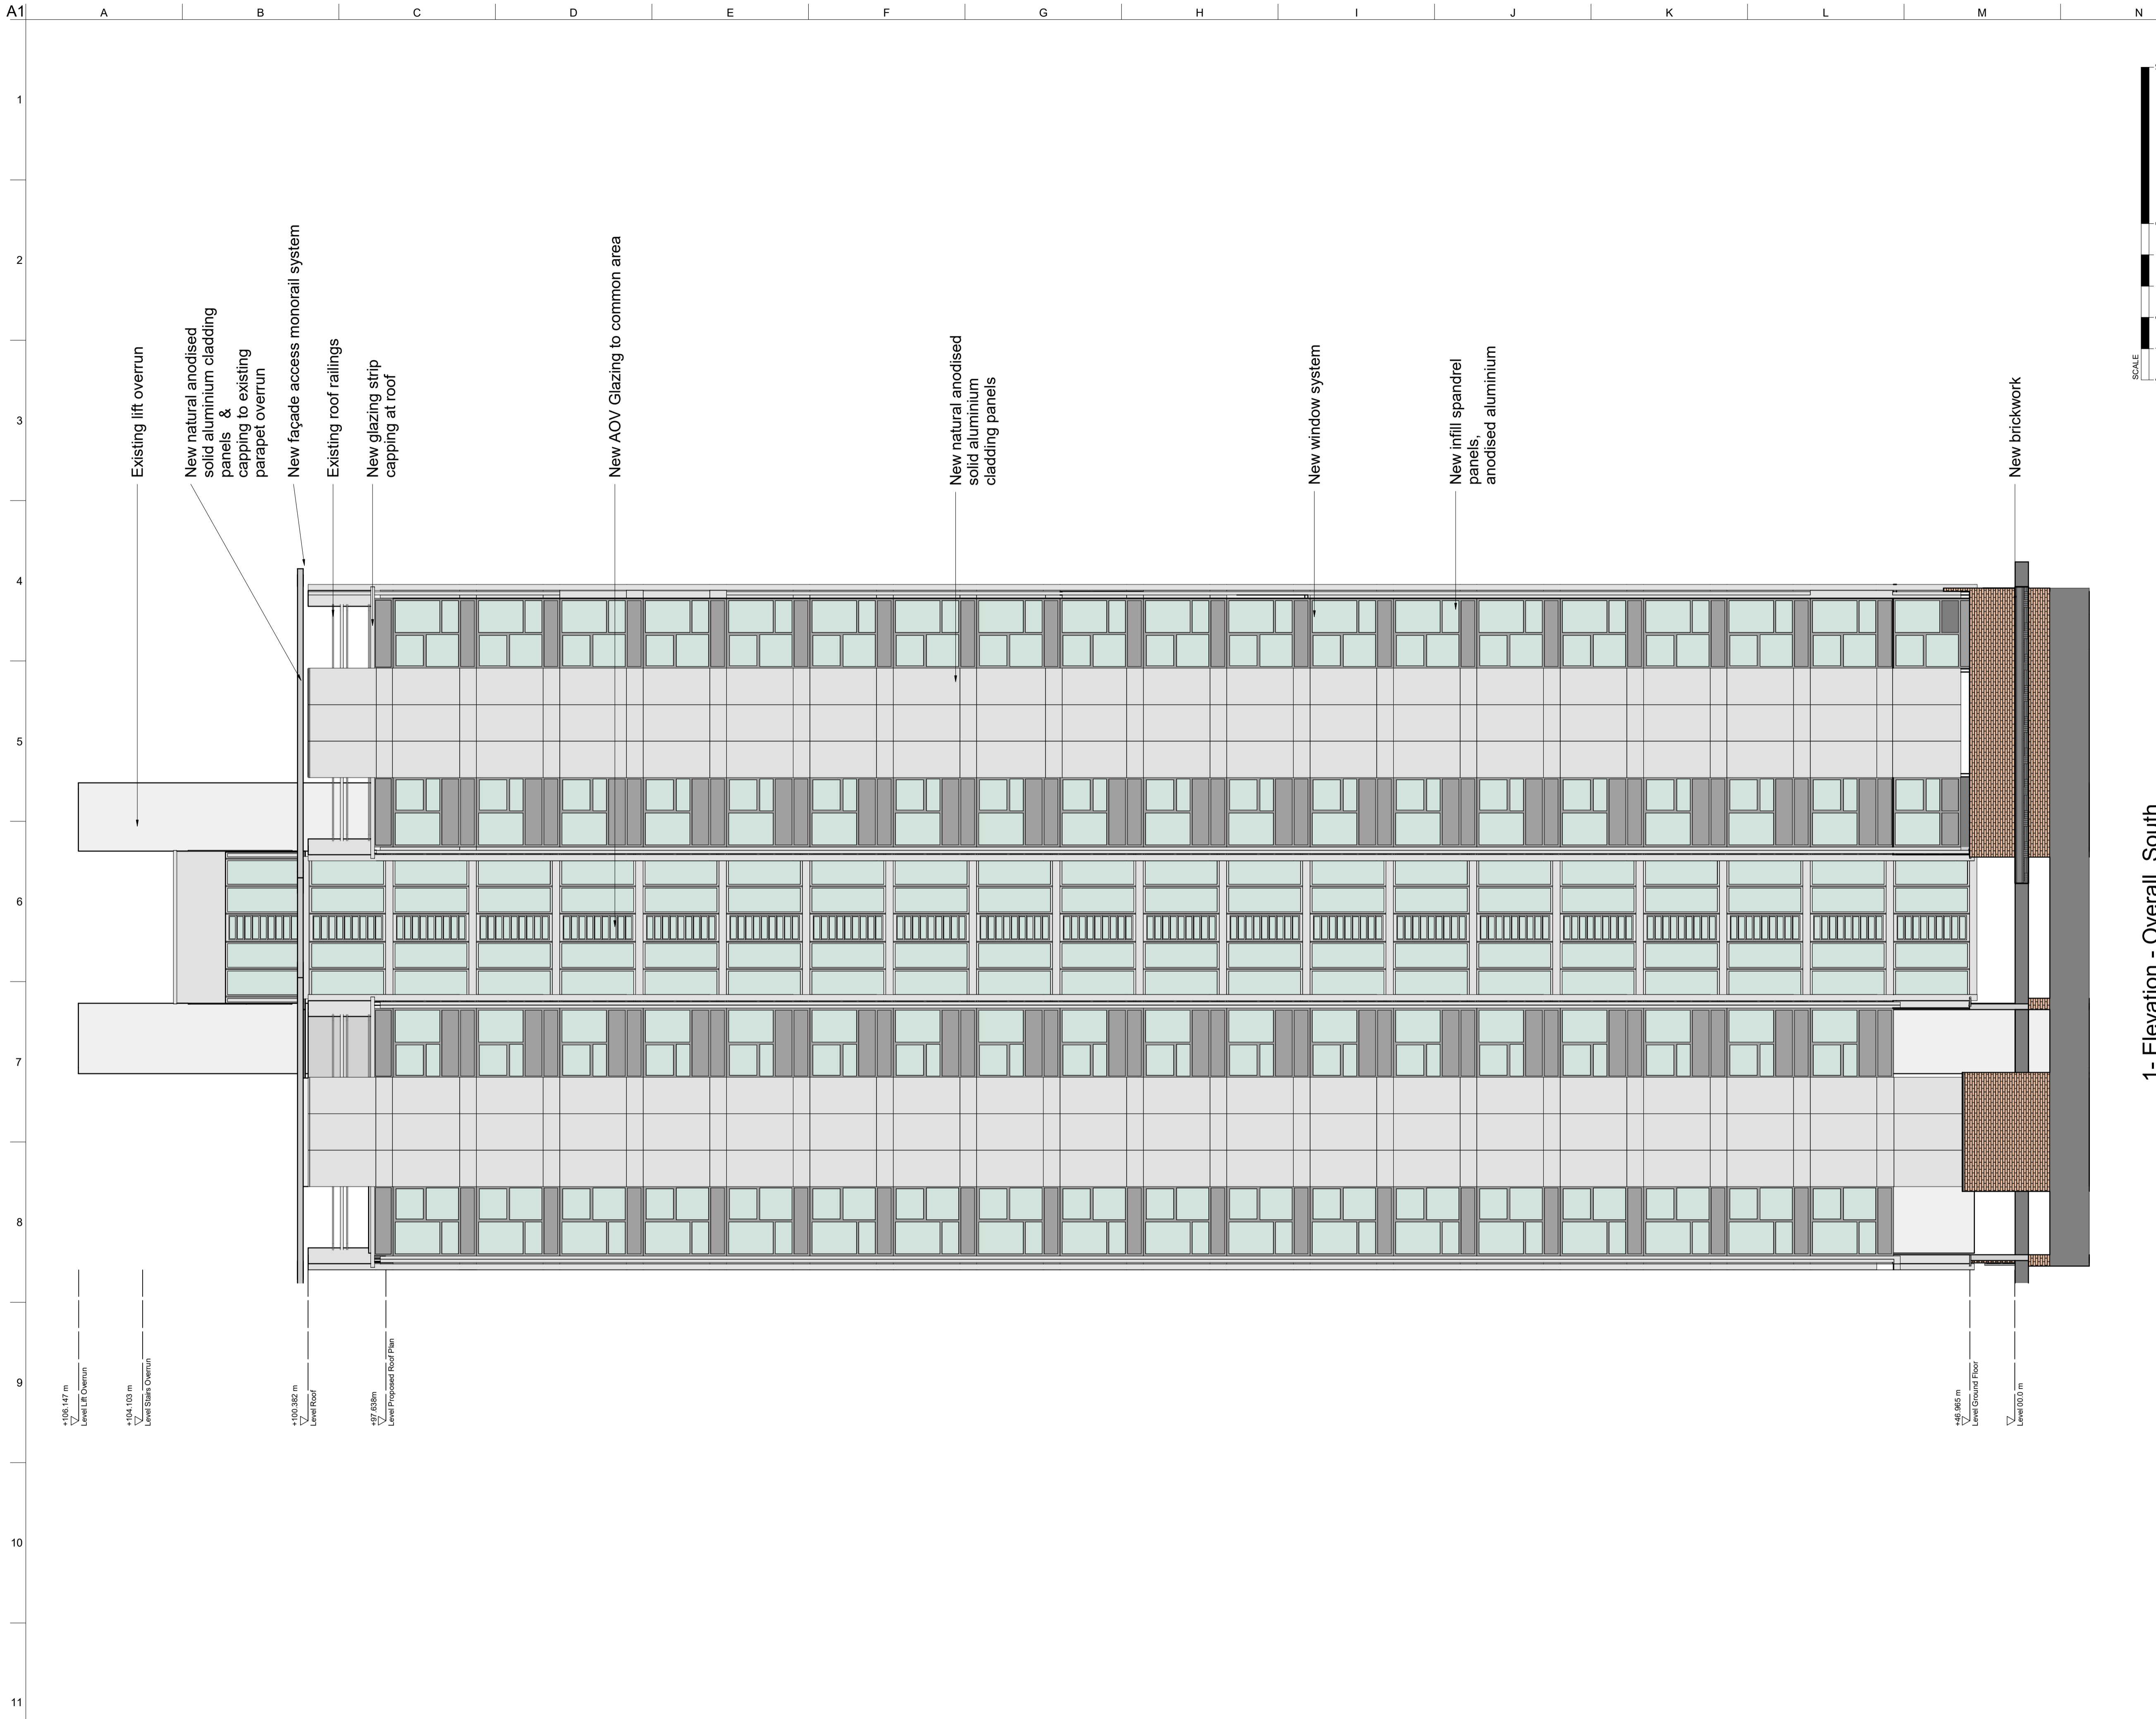 A1
A
B
C
D
E
F
G
H
I
J
K
L
M
N
1
2
3
4
5
6
7
8
9
10
11
Existing lift overrun
New natural anodised
solid aluminium cladding
panels &
capping to existing
parapet overrun
New façade access monorail system
Existing roof railings
New glazing strip
capping at roof
New AOV Glazing to common area
New natural anodised
solid aluminium
cladding panels
New window system
New infill spandrel
panels,
anodised aluminium
New brickwork
SCALE
+106.147 m
Level Lift Overrun
+104.103 m
Level Stairs Overrun
+100.382 m
Level Roof
+97.638m
Level Proposed Roof Plan
+46.965 m
Level Ground Floor
Level 00.0 m
1- Elevation - Overall South